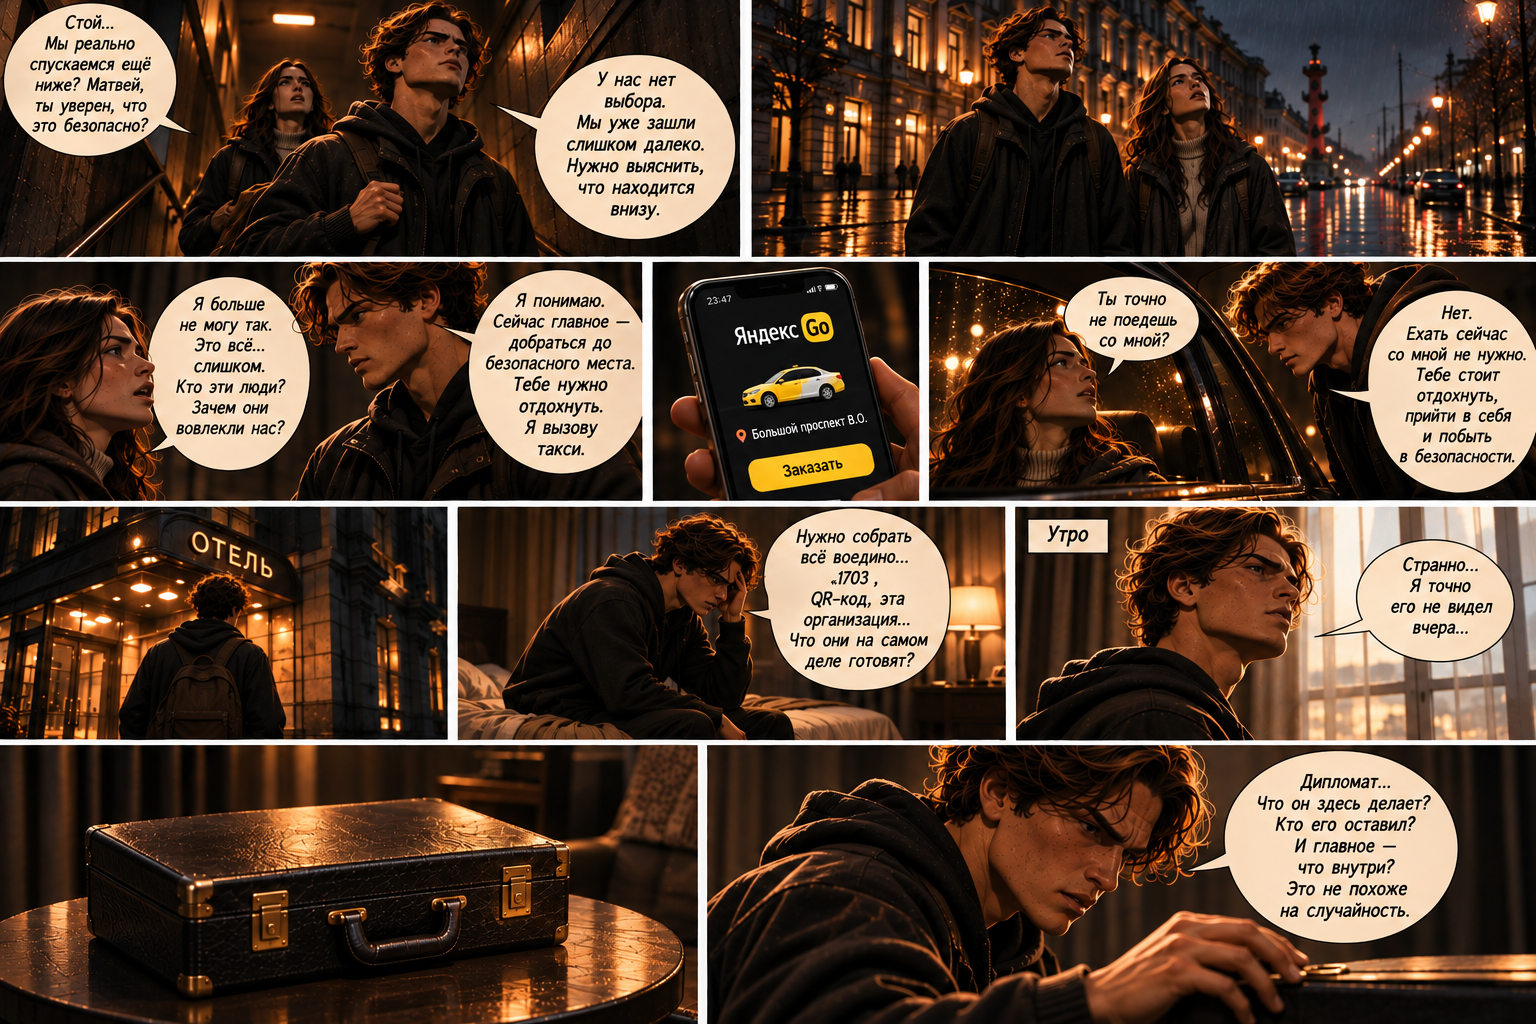 Стой...
Мы реально
спускаемся ещё
ниже? Матвей,
ты уверен, что
это безопасно?
У нас нет
выбора.
Мы уже зашли
слишком далеко.
Нужно выяснить,
что находится
внизу.
Я больше
не могу так.
Это всё...
слишком.
Кто эти люди?
Зачем они
вовлекли нас?
Я понимаю.
Сейчас главное —
добраться до
безопасного места.
Тебе нужно
отдохнуть.
Я вызову
такси.
23:47
Яндекс Go
Большой проспект В.О.
Заказать
Ты точно
не поедешь
со мной?
Нет.
Ехать сейчас
со мной не нужно.
Тебе стоит
отдохнуть,
прийти в себя
и побыть
в безопасности.
ОТЕЛЬ
Нужно собрать
всё воедино...
«1703 ,
QR-код, эта
организация...
Что они на самом
деле готовят?
Утро
Странно...
Я точно
его не видел
вчера...
Дипломат...
Что он здесь делает?
Кто его оставил?
И главное —
что внутри?
Это не похоже
на случайность.